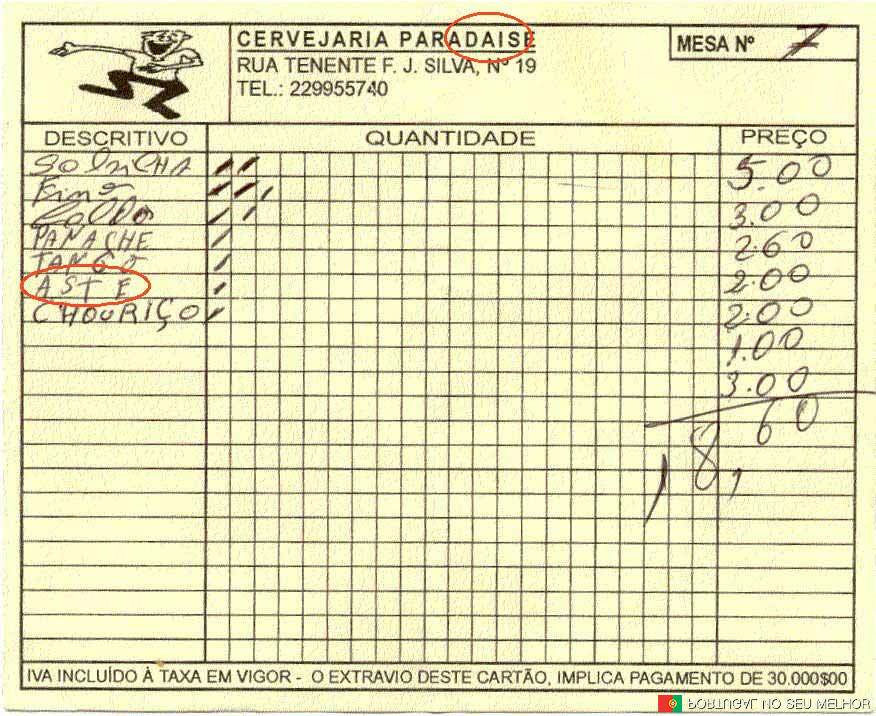 CERVEJARIA PARADAISE
MESA Nº 7
RUA TENENTE F. J. SILVA, Nº 19
TEL.: 229955740
DESCRITIVO QUANTIDADE PREÇO
SALSICHA 5.00
Fino 3.00
2.60
PANACHE 2.00
TANGO 2.00
ASTE 1.00
CHOURIÇO 3.00
18,60
IVA INCLUÍDO À TAXA EM VIGOR - O EXTRAVIO DESTE CARTÃO, IMPLICA PAGAMENTO DE 30.000$00
PORTUGAL NO SEU MELHOR